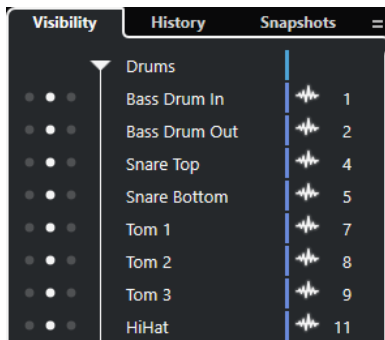 Visibility History Snapshots
Drums
Bass Drum In 1
Bass Drum Out 2
Snare Top 4
Snare Bottom 5
Tom 1 7
Tom 2 8
Tom 3 9
HiHat 11